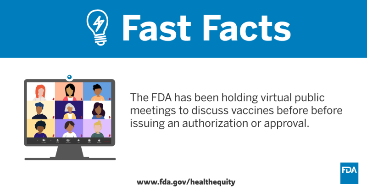 Fast Facts
The FDA has been holding virtual public
meetings to discuss vaccines before before
issuing an authorization or approval.
www.fda.gov/healthequity
FDA